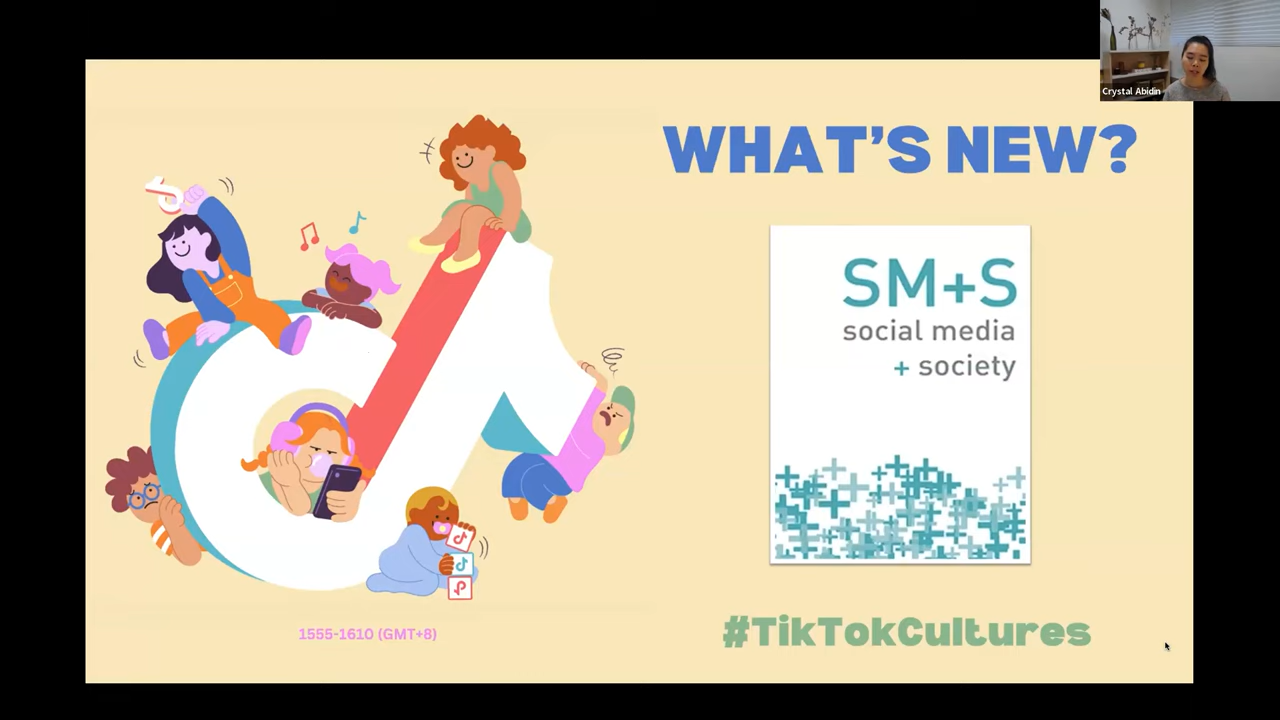 Crystal Abidin
WHAT'S NEW?
SM+S
social media
+ society
1555-1610 (GMT+8)
#TikTokCultures